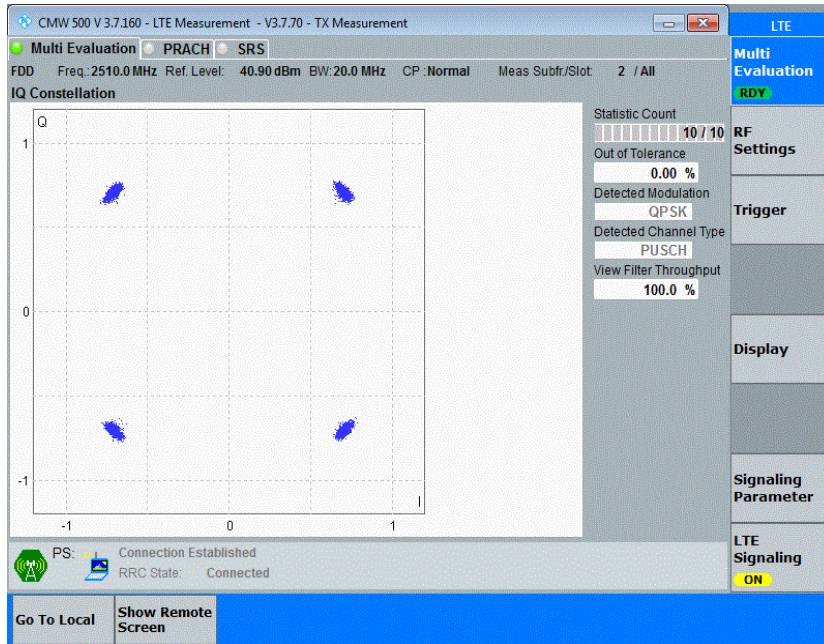 CMW 500 V 3.7.160 - LTE Measurement - V3.7.70 - TX Measurement
LTE
Multi Evaluation PRACH SRS
FDD Freq.: 2510.0 MHz Ref. Level: 40.90 dBm BW: 20.0 MHz CP : Normal Meas Subfr./Slot: 2 / All
IQ Constellation
Q
1
0
-1
I
-1 0 1
Statistic Count
10 / 10
Out of Tolerance
0.00 %
Detected Modulation
QPSK
Detected Channel Type
PUSCH
View Filter Throughput
100.0 %
Multi
Evaluation
RDY
RF
Settings
Trigger
Display
Signaling
Parameter
LTE
Signaling
ON
PS: Connection Established
RRC State: Connected
Go To Local
Show Remote
Screen